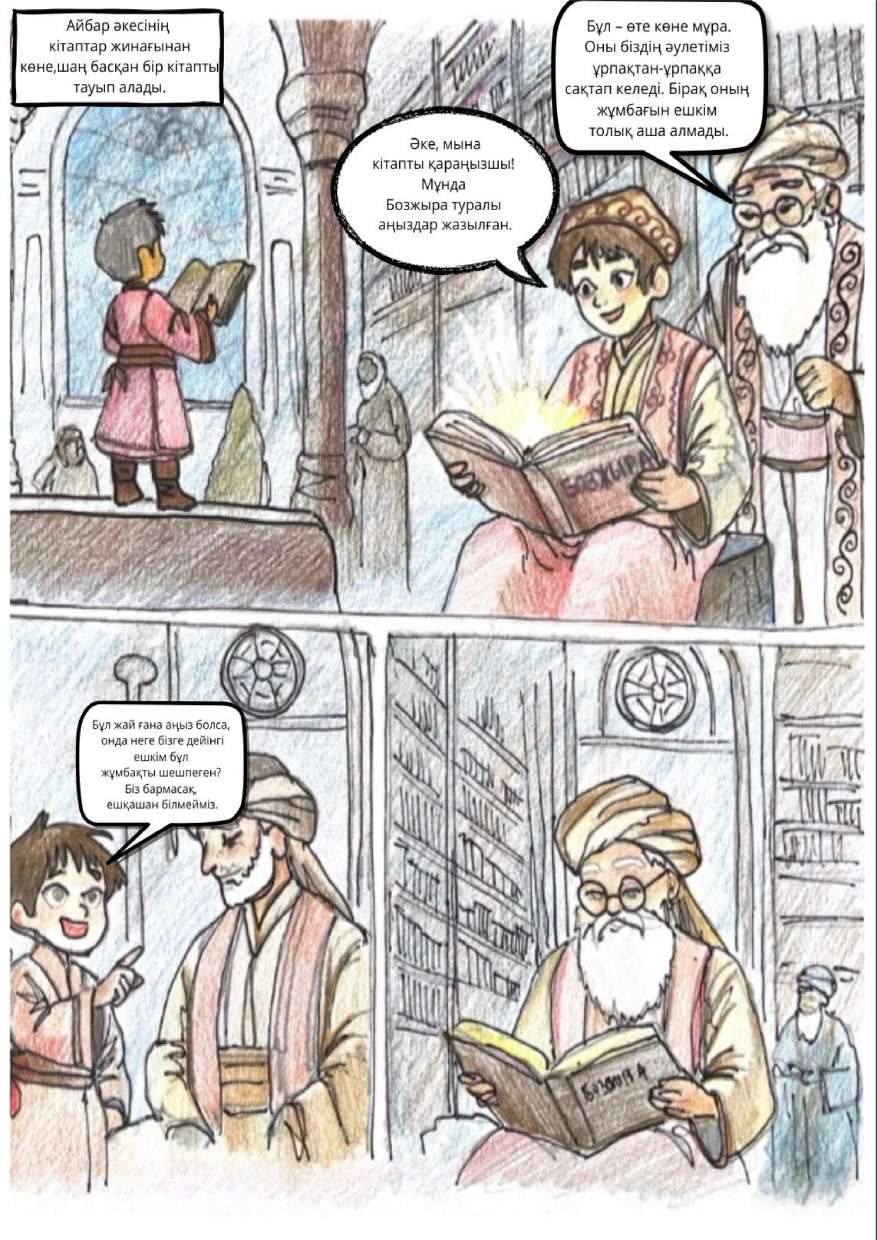 Айбар әкесінің
кітаптар жинағынан
көне,шаң басқан бір кітапты
тауып алады.
Бұл – өте көне мұра.
Оны біздің әулетіміз
ұрпақтан-ұрпаққа
сақтап келеді. Бірақ оның
жұмбағын ешкім
толық аша алмады.
Әке, мына
кітапты қараңызшы!
Мұнда
Бозжыра туралы
аңыздар жазылған.
БОЗЖЫРА
Бұл жай ғана аңыз болса,
онда неге бізге дейінгі
ешкім бұл
жұмбақты шешпеген?
Біз бармасақ,
ешқашан білмейміз.